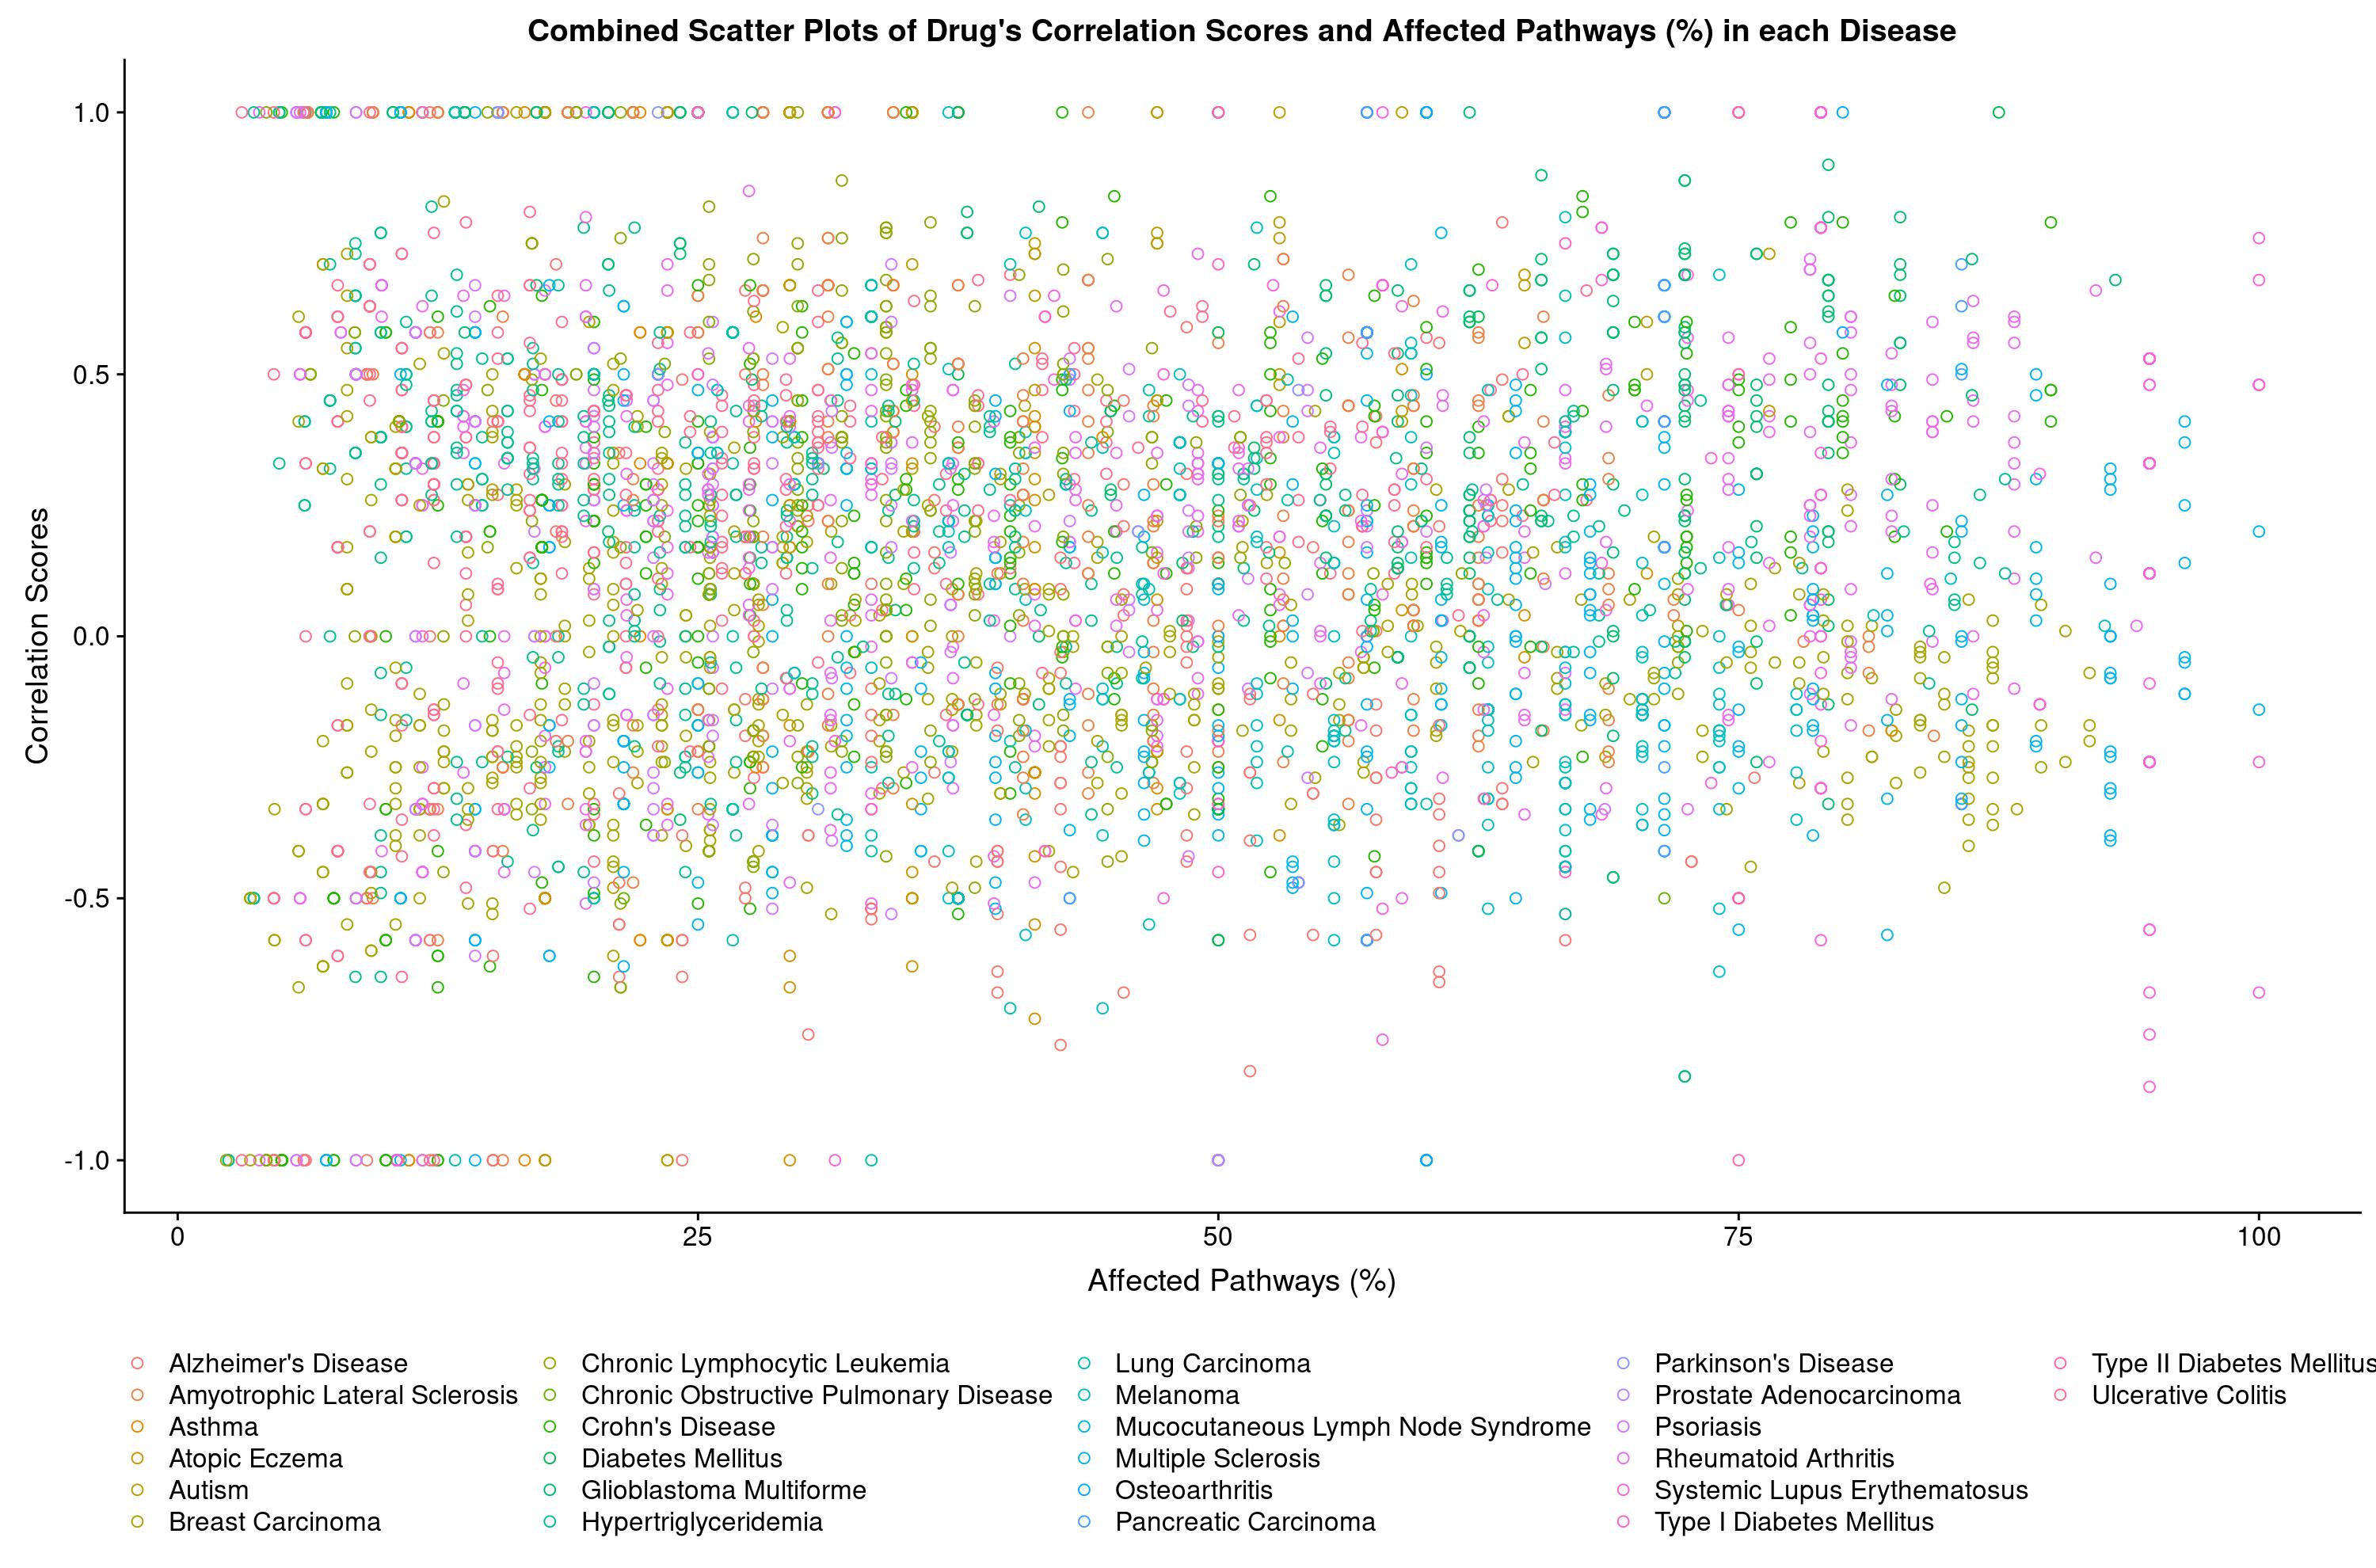 Combined Scatter Plots of Drug's Correlation Scores and Affected Pathways (%) in each Disease
Correlation Scores
1.0
0.5
0.0
-0.5
-1.0
0 25 50 75 100
Affected Pathways (%)
Alzheimer's Disease
Amyotrophic Lateral Sclerosis
Asthma
Atopic Eczema
Autism
Breast Carcinoma
Chronic Lymphocytic Leukemia
Chronic Obstructive Pulmonary Disease
Crohn's Disease
Diabetes Mellitus
Glioblastoma Multiforme
Hypertriglyceridemia
Lung Carcinoma
Melanoma
Mucocutaneous Lymph Node Syndrome
Multiple Sclerosis
Osteoarthritis
Pancreatic Carcinoma
Parkinson's Disease
Prostate Adenocarcinoma
Psoriasis
Rheumatoid Arthritis
Systemic Lupus Erythematosus
Type I Diabetes Mellitus
Type II Diabetes Mellitus
Ulcerative Colitis